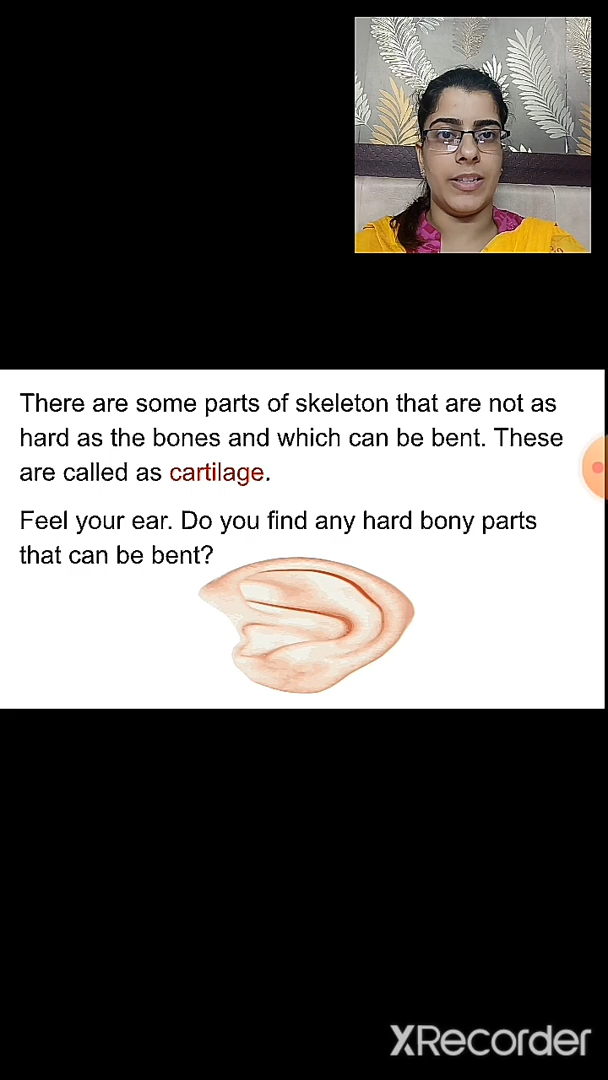 There are some parts of skeleton that are not as
hard as the bones and which can be bent. These
are called as cartilage.
Feel your ear. Do you find any hard bony parts
that can be bent?
XRecorder